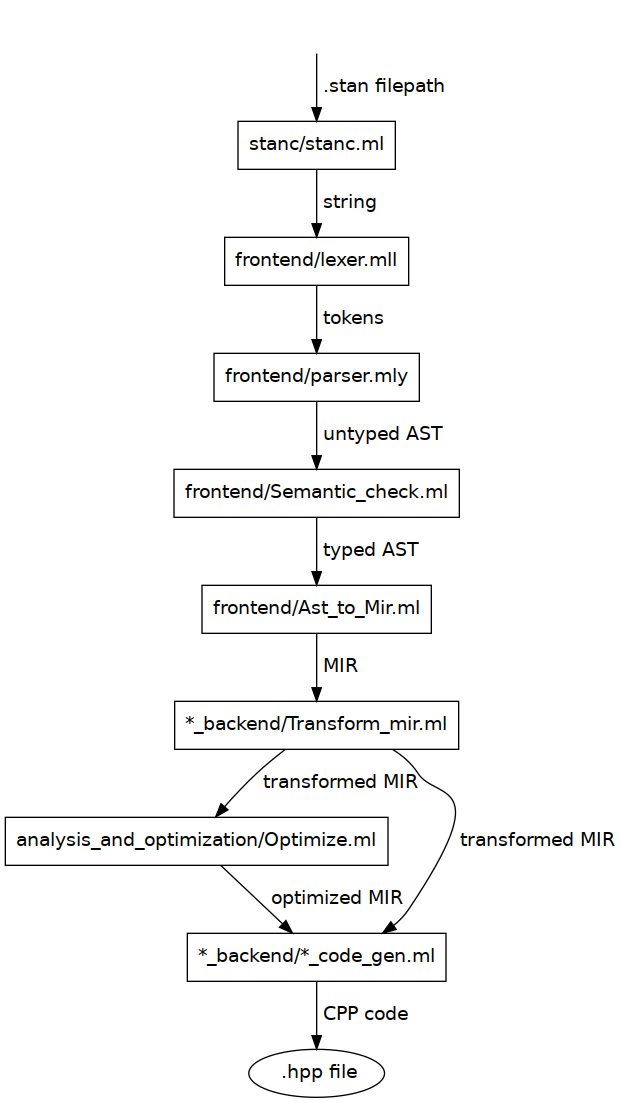 .stan filepath
stanc/stanc.ml
string
frontend/lexer.mll
tokens
frontend/parser.mly
untyped AST
frontend/Semantic_check.ml
typed AST
frontend/Ast_to_Mir.ml
MIR
*_backend/Transform_mir.ml
transformed MIR
analysis_and_optimization/Optimize.ml
transformed MIR
optimized MIR
*_backend/*_code_gen.ml
CPP code
.hpp file